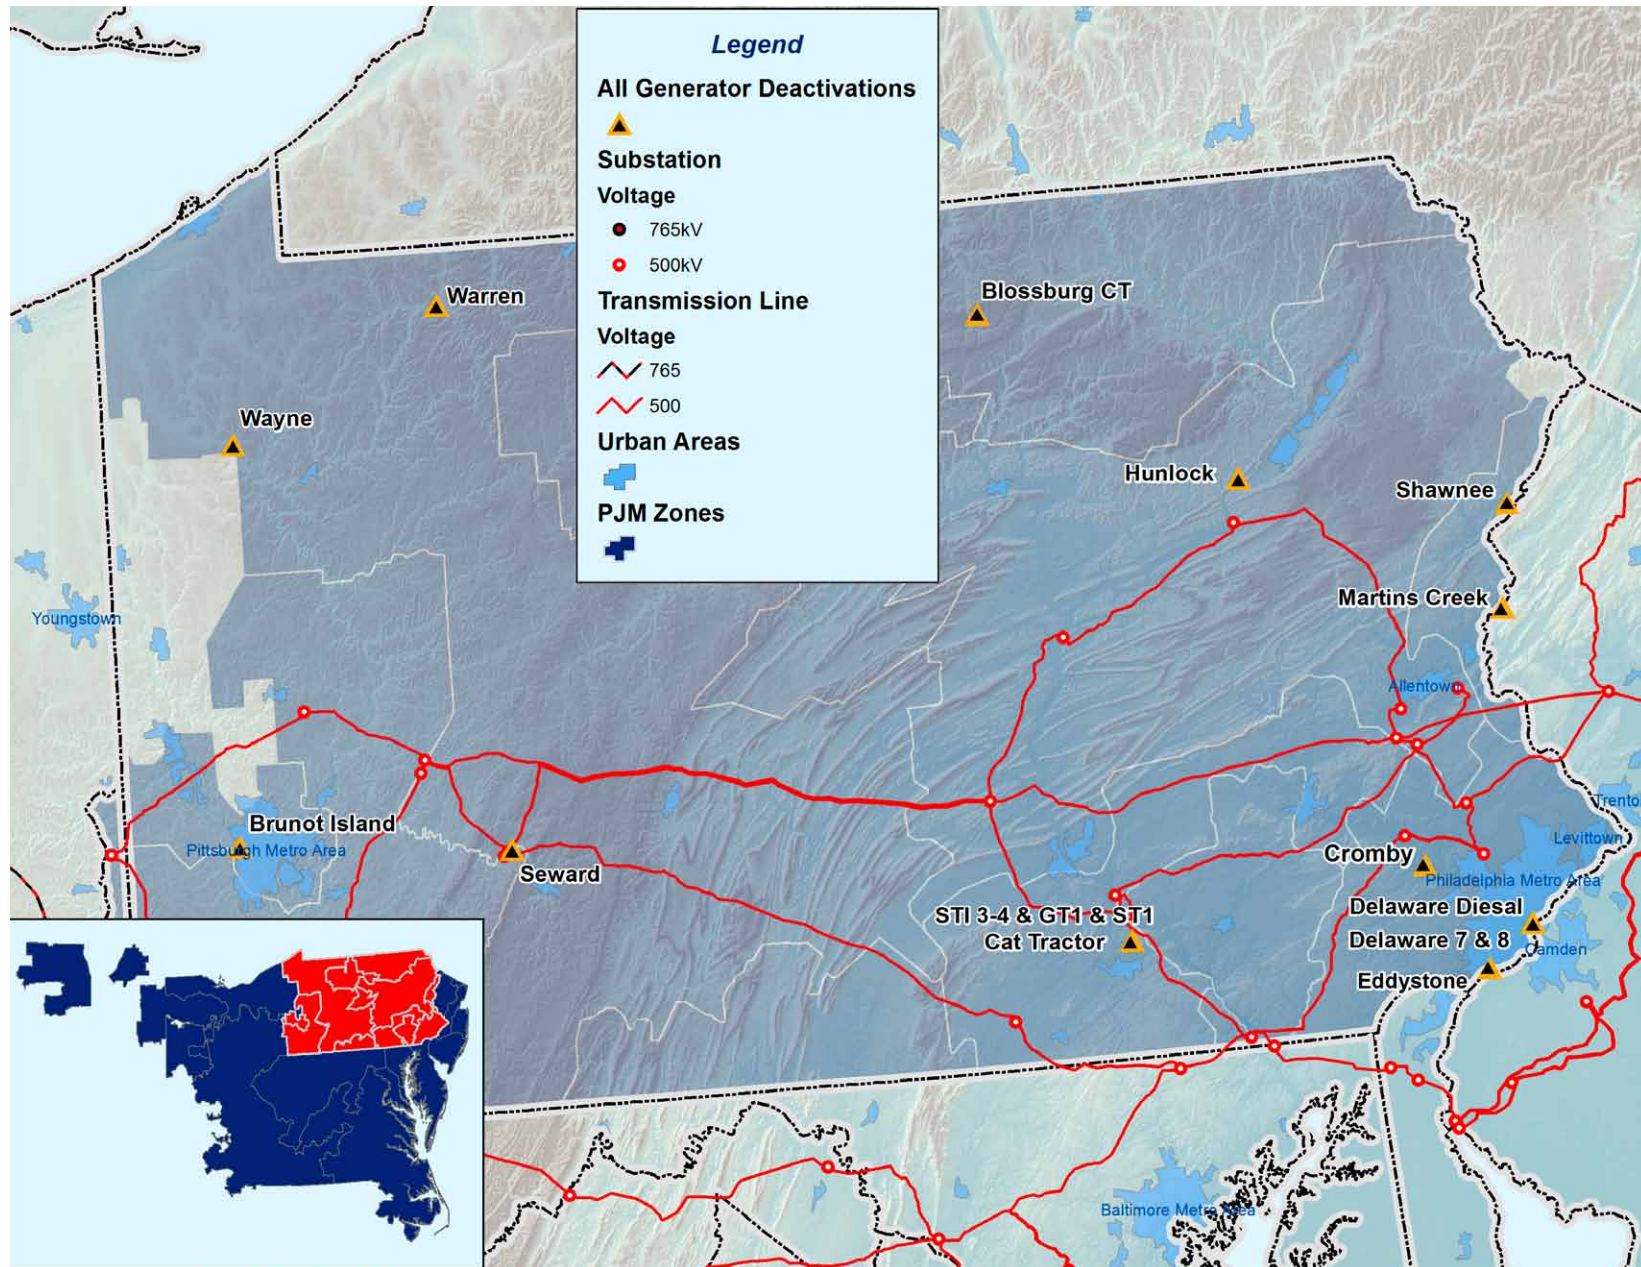 Legend
All Generator Deactivations
Substation
Voltage
765kV
500kV
Transmission Line
Voltage
765
500
Urban Areas
PJM Zones
Warren
Blossburg CT
Wayne
Hunlock
Shawnee
Martins Creek
Youngstown
Allentown
Trento
Brunot Island
Pittsburgh Metro Area
Levittown
Cromby
Seward
Philadelphia Metro Area
STI 3-4 & GT1 & ST1
Cat Tractor
Delaware Diesal
Delaware 7 & 8
Camden
Eddystone
Baltimore Metro Area